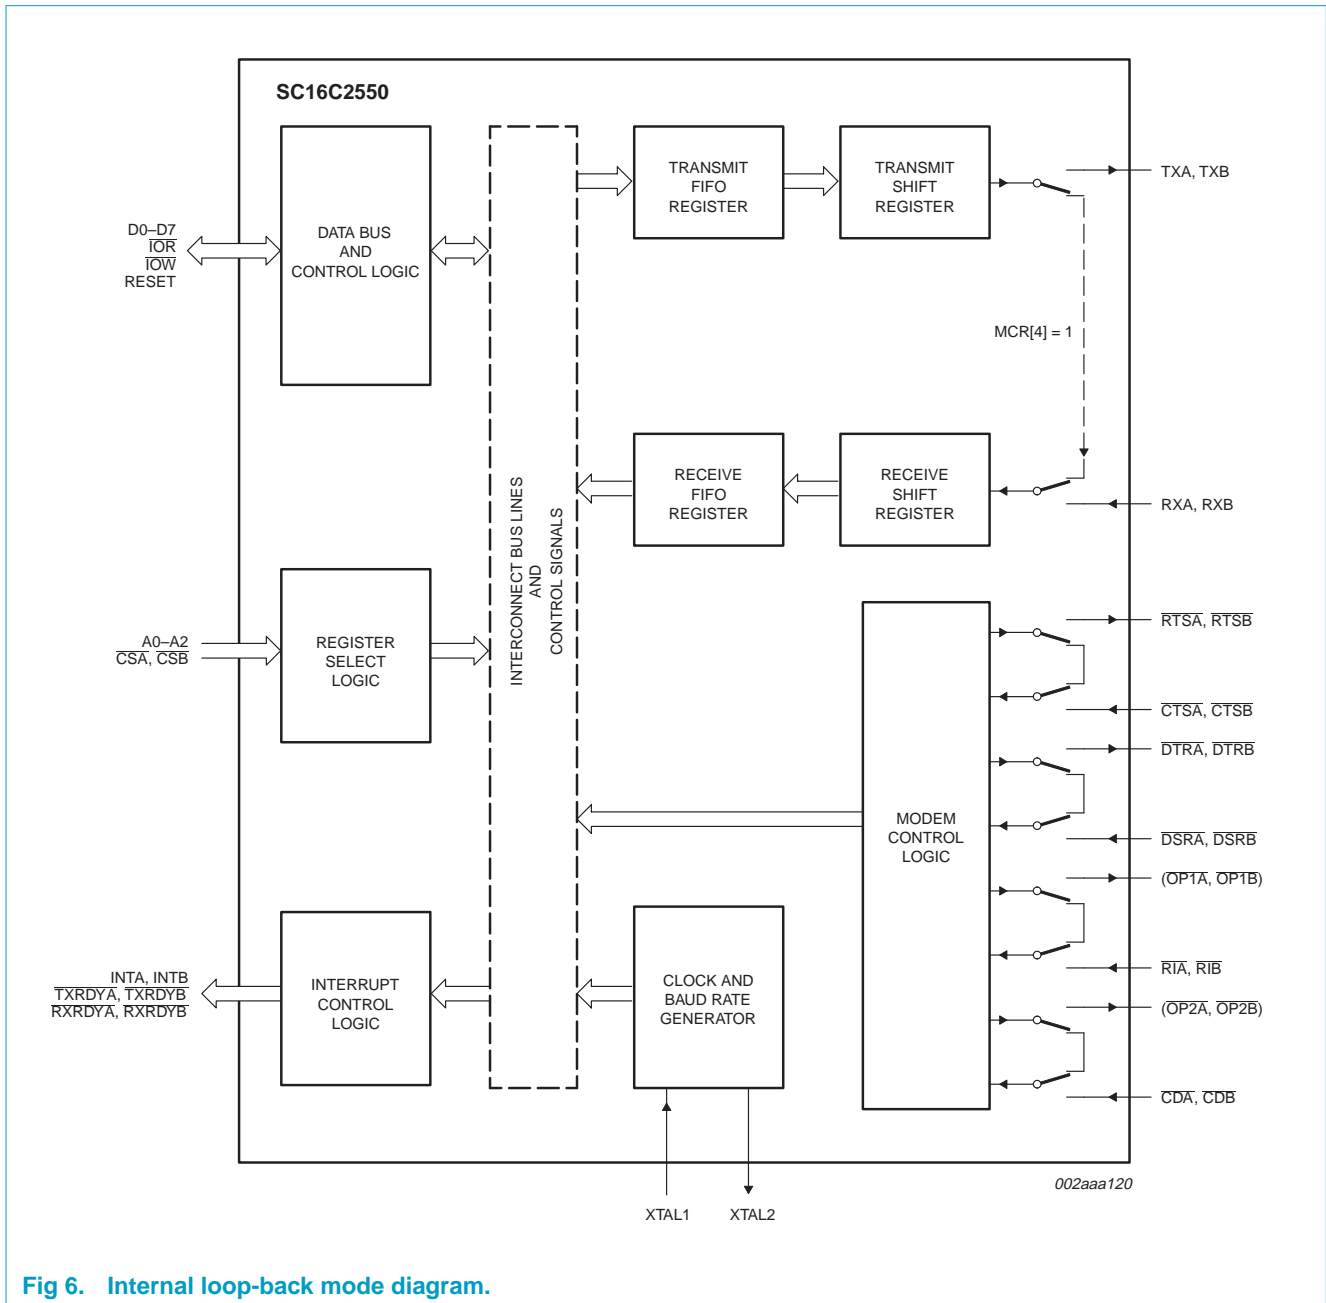 SC16C2550
D0–D7
IOR
IOW
RESET
DATA BUS
AND
CONTROL LOGIC
A0–A2
CSA, CSB
REGISTER
SELECT
LOGIC
INTA, INTB
TXRDYA, TXRDYB
RXRDYA, RXRDYB
INTERRUPT
CONTROL
LOGIC
INTERCONNECT BUS LINES
AND
CONTROL SIGNALS
TRANSMIT
FIFO
REGISTER
TRANSMIT
SHIFT
REGISTER
TXA, TXB
MCR[4] = 1
RECEIVE
FIFO
REGISTER
RECEIVE
SHIFT
REGISTER
RXA, RXB
MODEM
CONTROL
LOGIC
RTSA, RTSB
CTSA, CTSB
DTRA, DTRB
DSRA, DSRB
(OP1A, OP1B)
RIA, RIB
(OP2A, OP2B)
CDA, CDB
CLOCK AND
BAUD RATE
GENERATOR
XTAL1
XTAL2
002aaa120
Fig 6. Internal loop-back mode diagram.